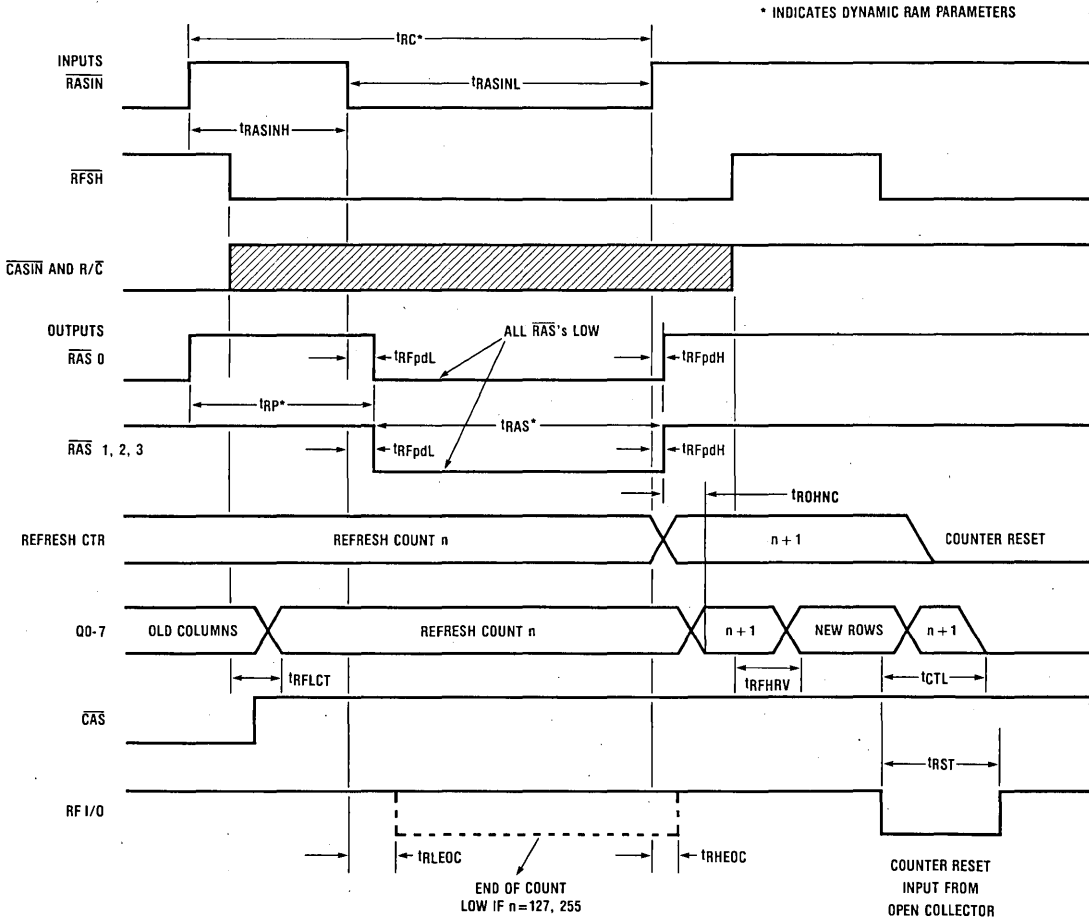 * INDICATES DYNAMIC RAM PARAMETERS
tRC*
INPUTS
RASIN
tRASINL
tRASINH
RFSH
CASIN AND R/C
OUTPUTS
RAS 0
ALL RAS's LOW
tRFpdL
tRFpdH
tRP*
tRAS*
RAS 1, 2, 3
tRFpdL
tRFpdH
tROHNC
REFRESH CTR
REFRESH COUNT n
n + 1
COUNTER RESET
Q0-7
OLD COLUMNS
REFRESH COUNT n
n + 1
NEW ROWS
n + 1
tRFLCT
tRFHRV
tCTL
CAS
tRST
RF I/O
tRLEOC
tRHEOC
END OF COUNT
LOW IF n=127, 255
COUNTER RESET
INPUT FROM
OPEN COLLECTOR